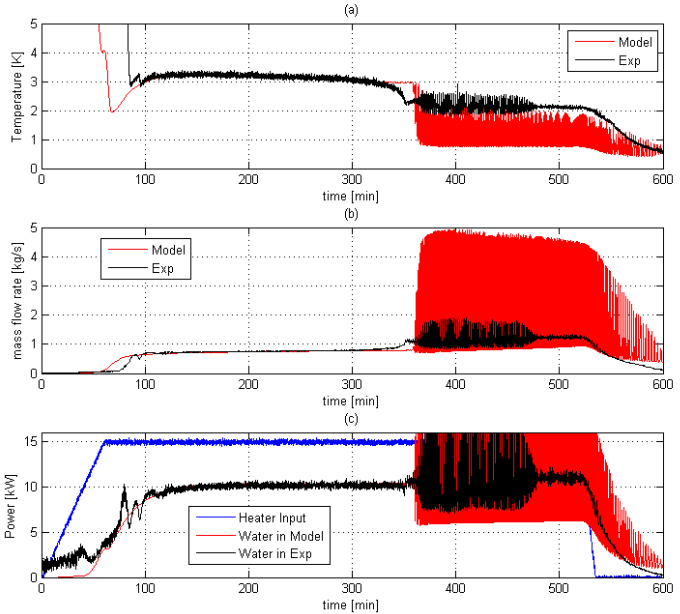 (a)
Temperature [K]
5
4
3
2
1
0
Model
Exp
0 100 200 300 400 500 600
time [min]
(b)
mass flow rate [kg/s]
5
4
3
2
1
0
Model
Exp
0 100 200 300 400 500 600
time [min]
(c)
Power [kW]
15
10
5
0
Heater Input
Water in Model
Water in Exp
0 100 200 300 400 500 600
time [min]